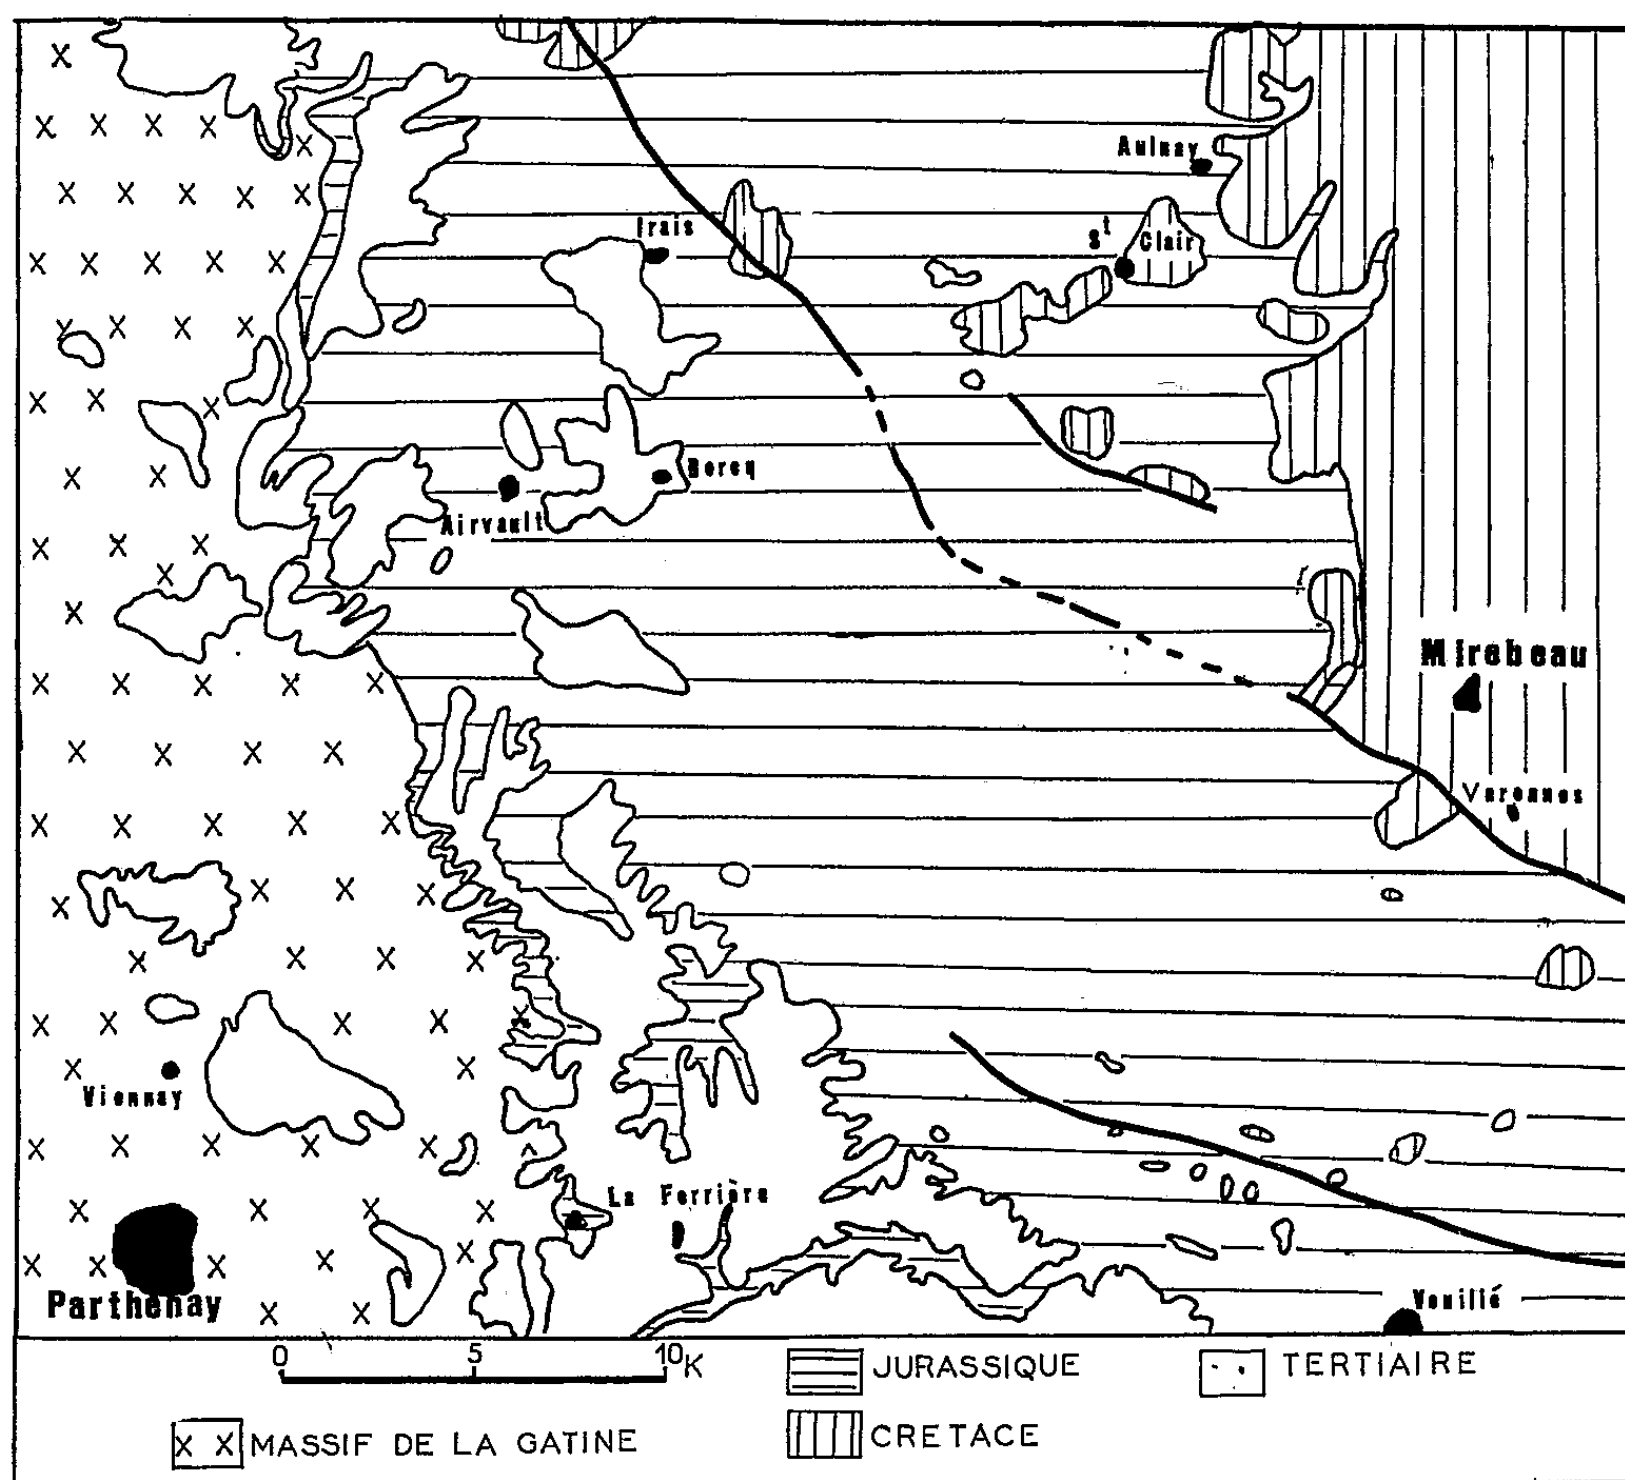 Aulnay
Irais
St Clair
Borcq
Airvault
Mirebeau
Varennes
Viennay
La Ferrière
Parthenay
Vouillé
0 5 10K
JURASSIQUE
TERTIAIRE
MASSIF DE LA GATINE
CRETACE